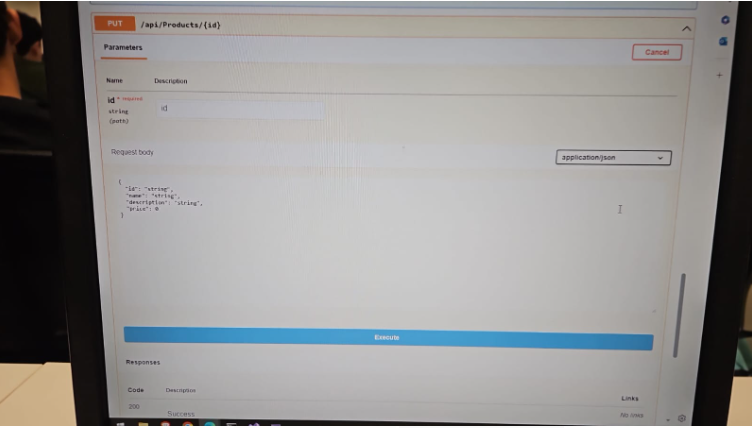 PUT /api/Products/{id}
Parameters
Cancel
Name Description
id * required
string
(path)
id
Request body
application/json
{
"id": "string",
"name": "string",
"description": "string",
"price": 0
}
Execute
Responses
Code Description Links
200 Success No links